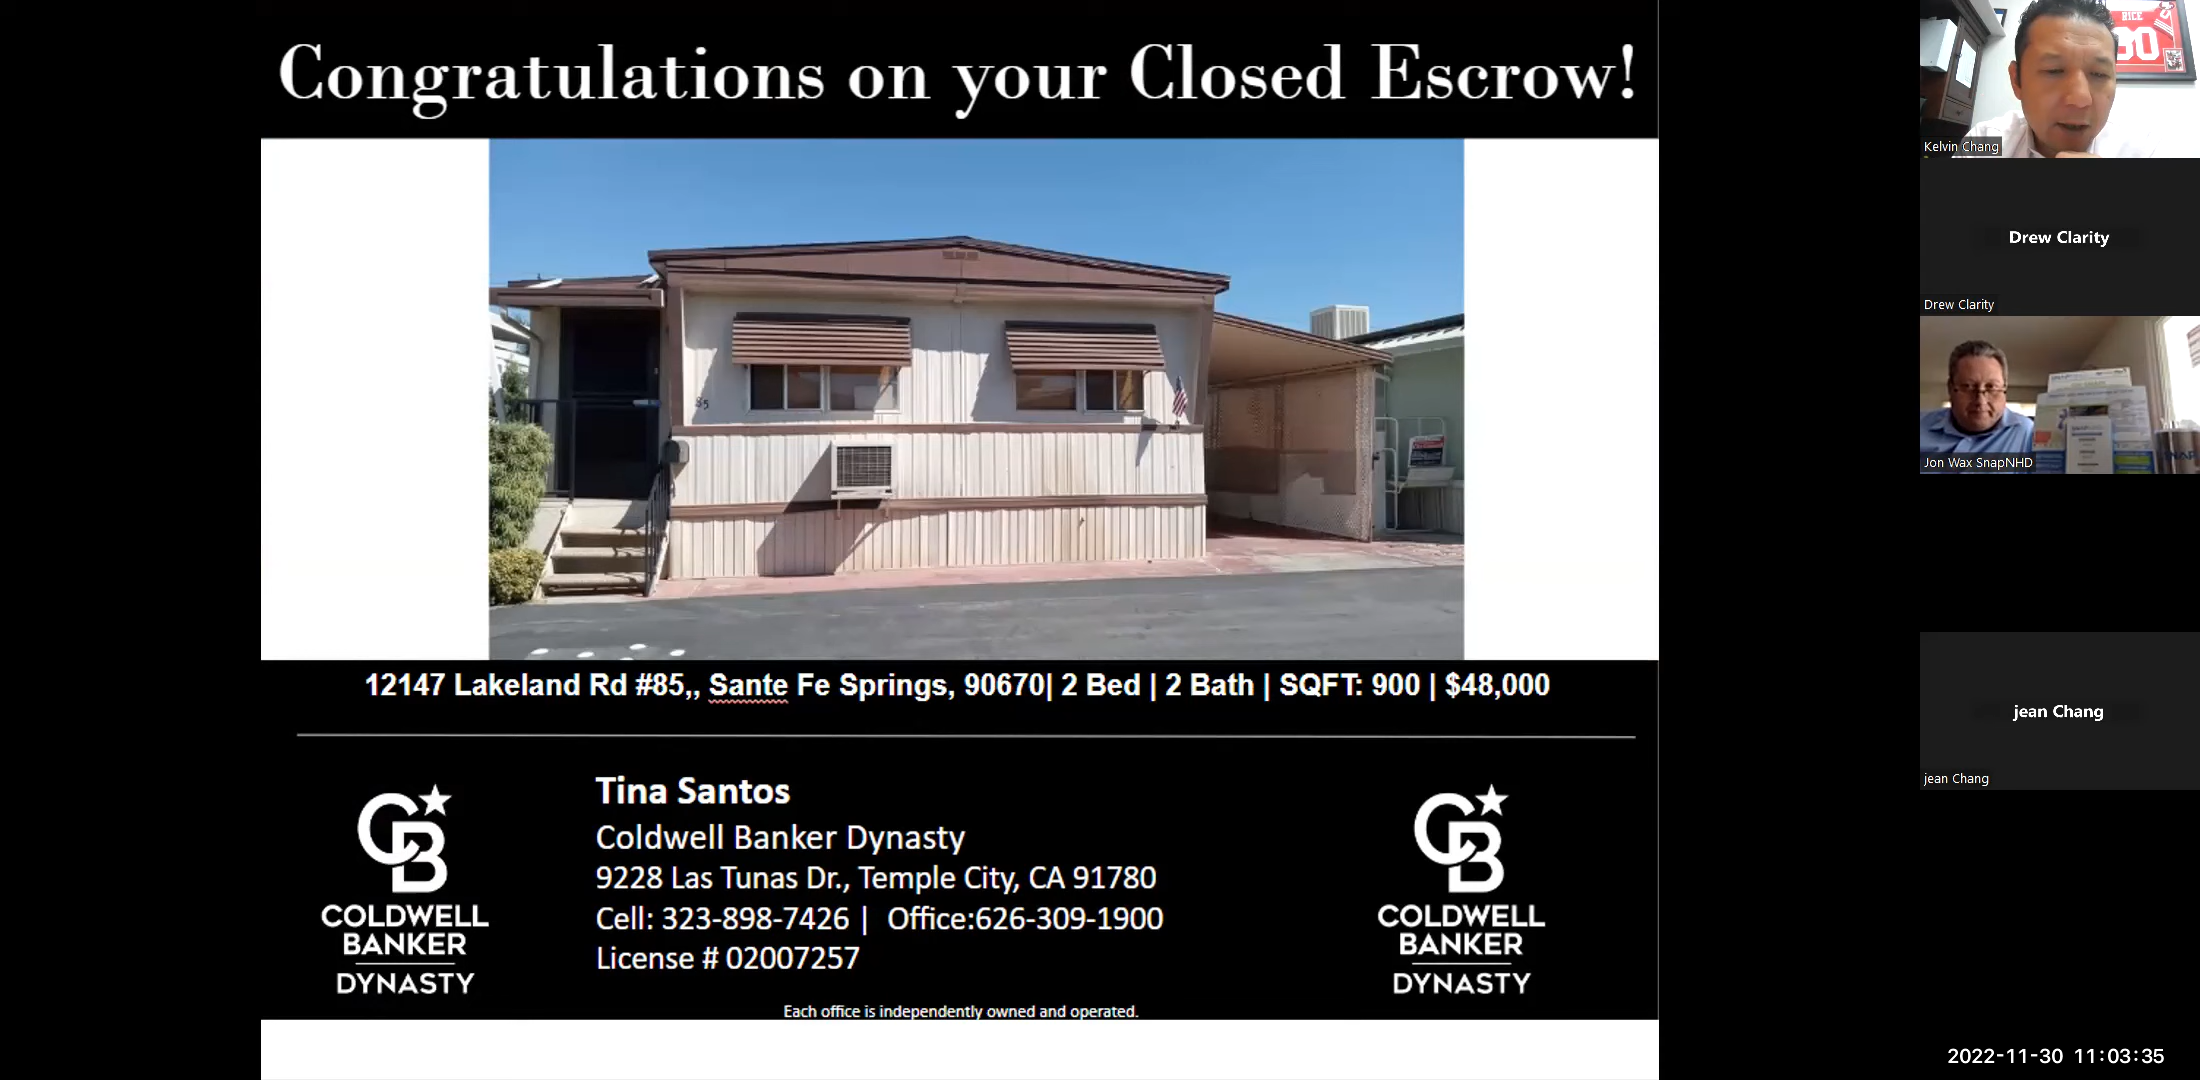 Congratulations on your Closed Escrow!
85
12147 Lakeland Rd #85,, Sante Fe Springs, 90670| 2 Bed | 2 Bath | SQFT: 900 | $48,000
Tina Santos
Coldwell Banker Dynasty
9228 Las Tunas Dr., Temple City, CA 91780
Cell: 323-898-7426 | Office:626-309-1900
License # 02007257
CB
COLDWELL
BANKER
DYNASTY
CB
COLDWELL
BANKER
DYNASTY
Each office is independently owned and operated.
RICE
80
Kelvin Chang
Drew Clarity
Drew Clarity
Jon Wax SnapNHD
jean Chang
jean Chang
2022-11-30 11:03:35